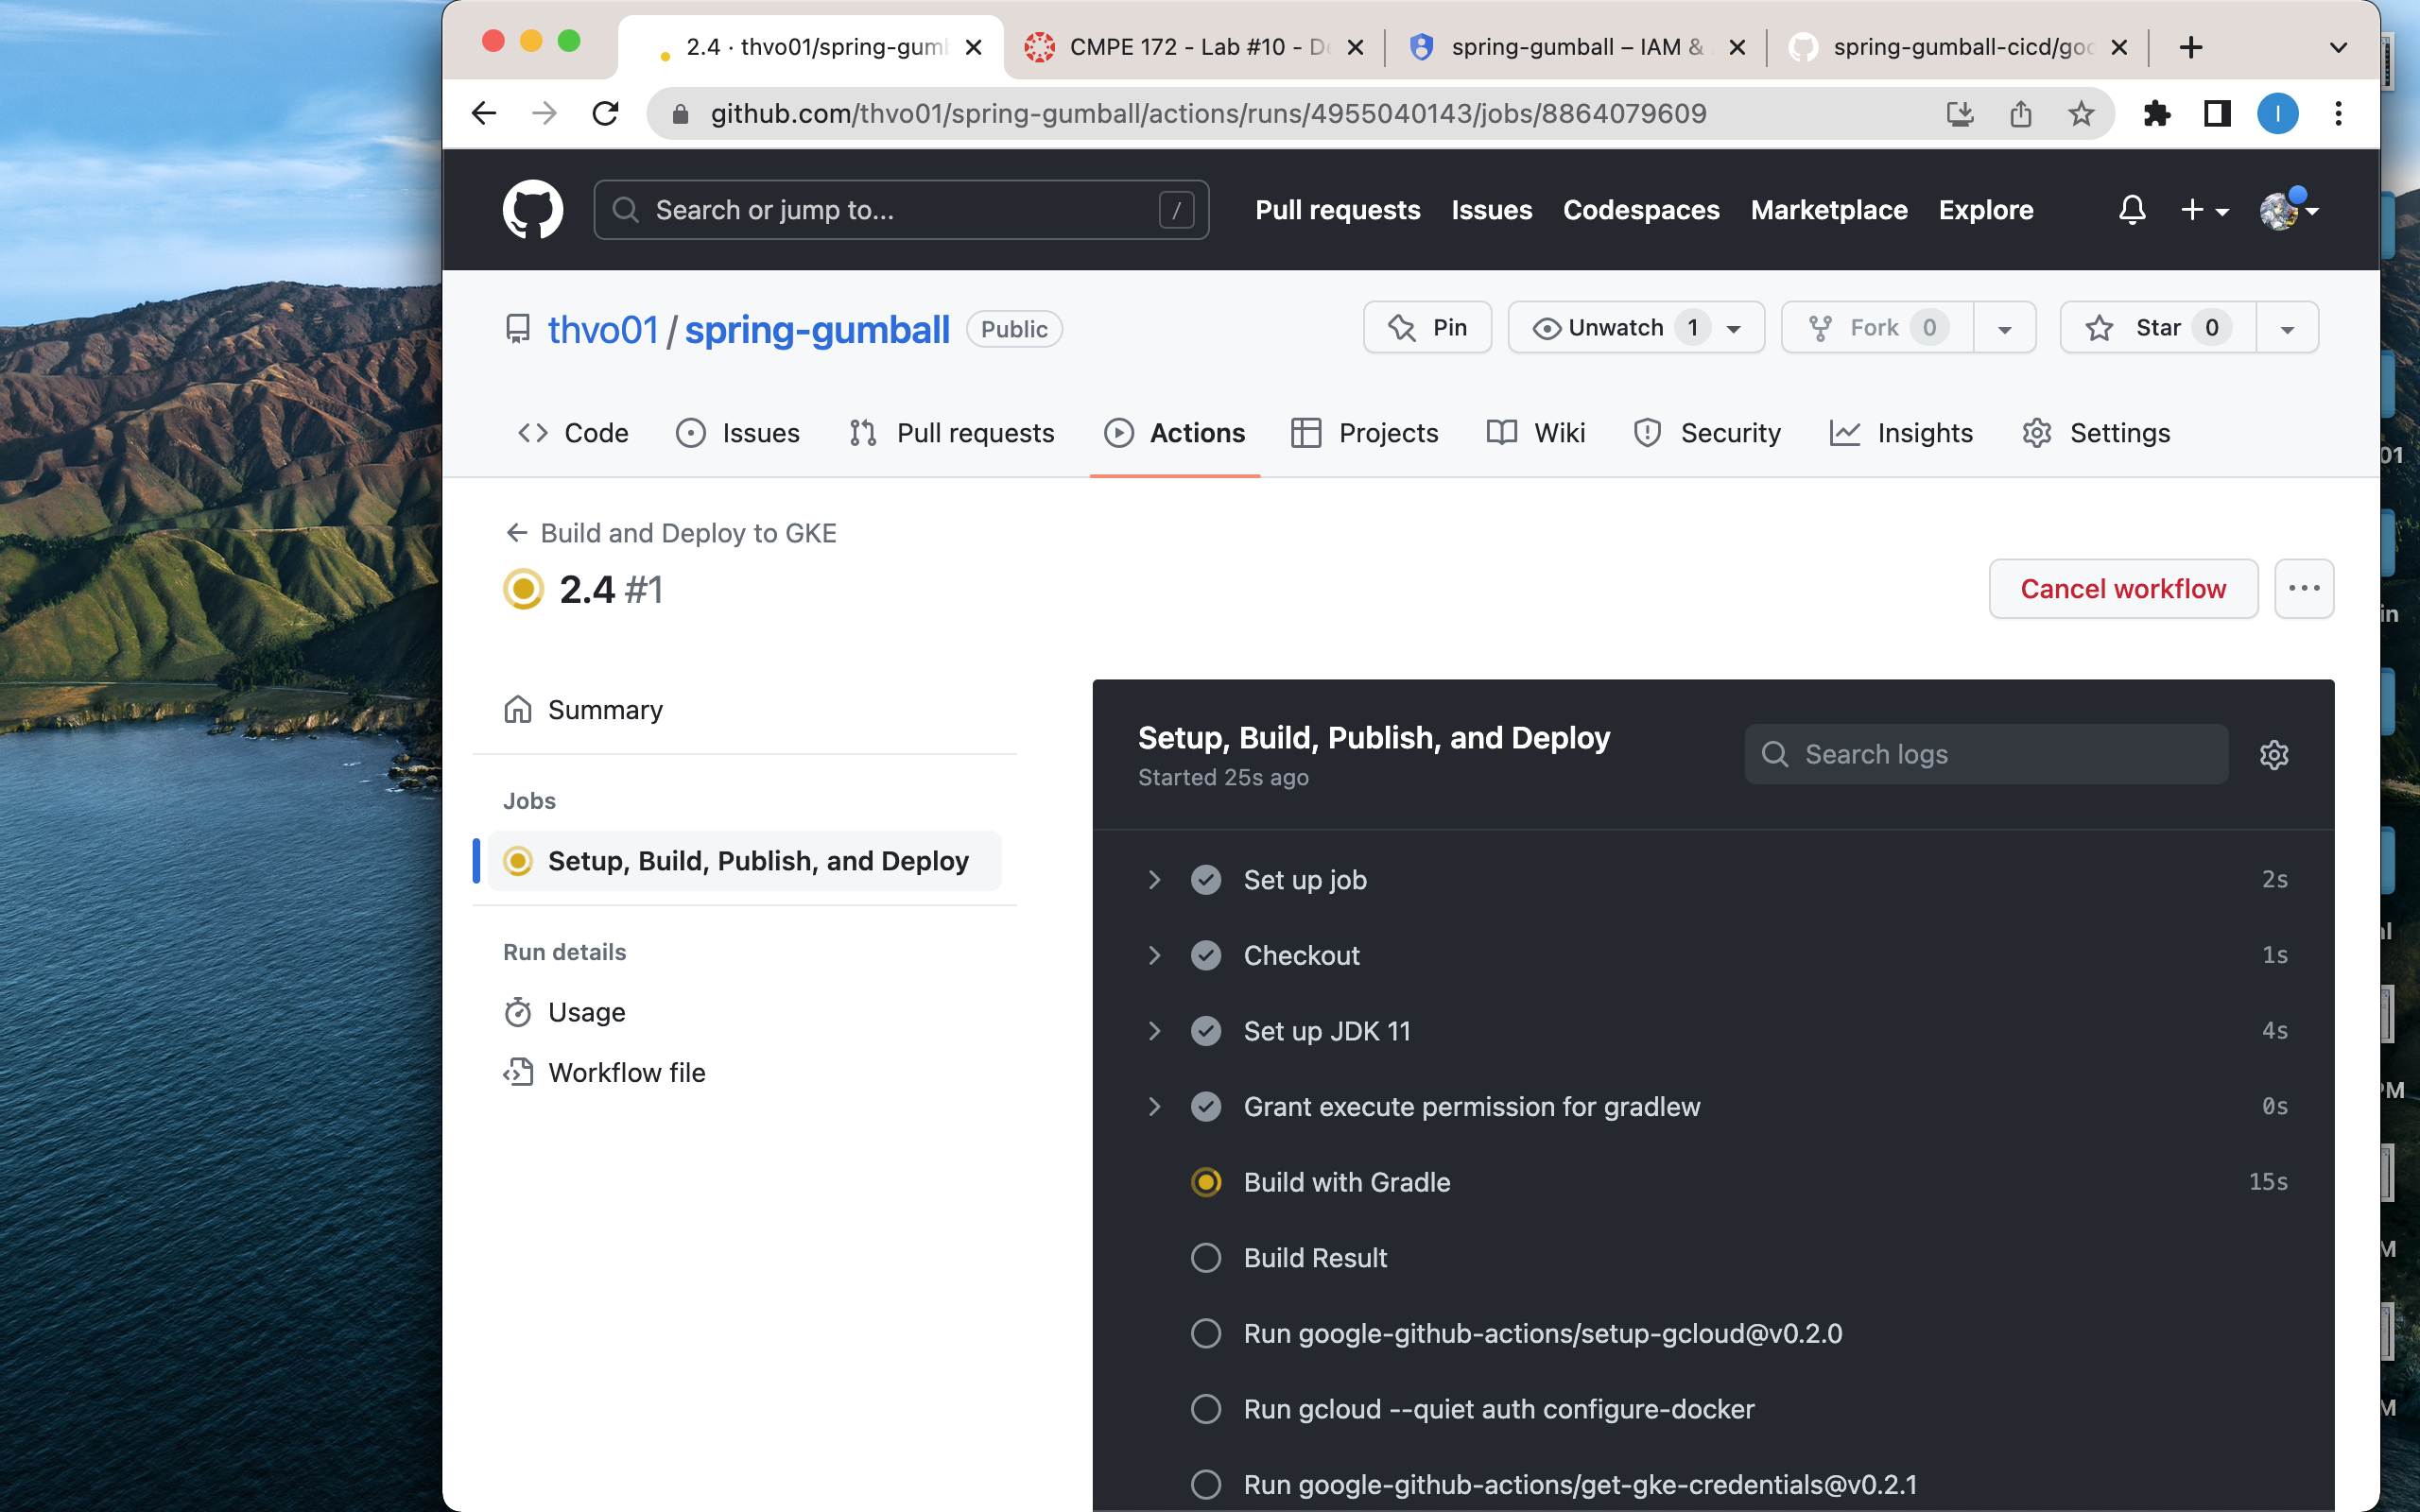 2.4 · thvo01/spring-gumb
CMPE 172 - Lab #10 - De
spring-gumball – IAM & A
spring-gumball-cicd/goo
github.com/thvo01/spring-gumball/actions/runs/4955040143/jobs/8864079609
I
Search or jump to...
/
Pull requests
Issues
Codespaces
Marketplace
Explore
thvo01 / spring-gumball
Public
Pin
Unwatch 1
Fork 0
Star 0
Code
Issues
Pull requests
Actions
Projects
Wiki
Security
Insights
Settings
Build and Deploy to GKE
2.4 #1
Cancel workflow
Summary
Jobs
Setup, Build, Publish, and Deploy
Run details
Usage
Workflow file
Setup, Build, Publish, and Deploy
Started 25s ago
Search logs
Set up job 2s
Checkout 1s
Set up JDK 11 4s
Grant execute permission for gradlew 0s
Build with Gradle 15s
Build Result
Run google-github-actions/setup-gcloud@v0.2.0
Run gcloud --quiet auth configure-docker
Run google-github-actions/get-gke-credentials@v0.2.1